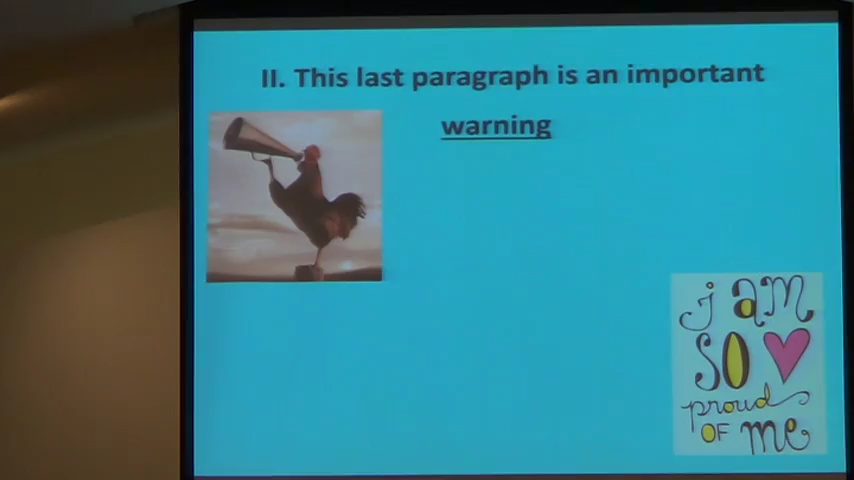 II. This last paragraph is an important
warning
i am
so
proud
OF me